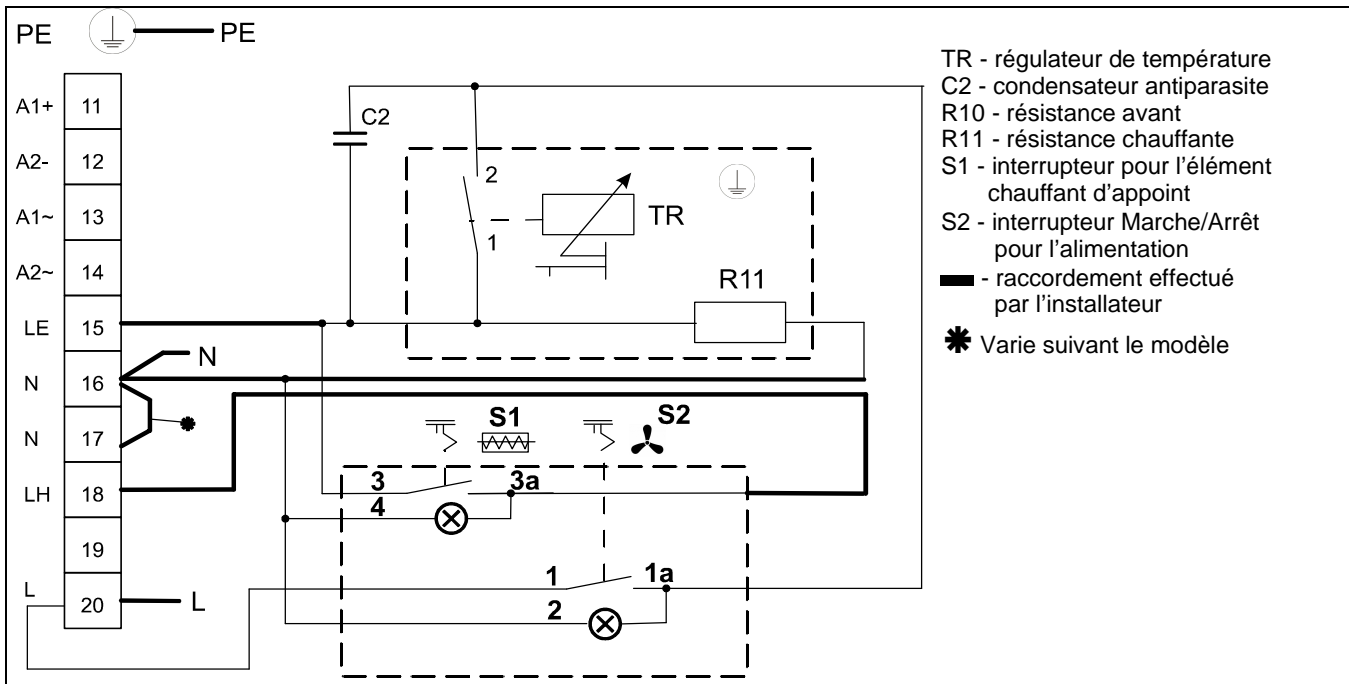 PE
PE
A1+ 11
A2- 12
A1~ 13
A2~ 14
LE 15
N 16
N 17
LH 18
19
L 20
N
L
C2
2
1
TR
R11
S1
S2
3
3a
4
1
1a
2
TR - régulateur de température
C2 - condensateur antiparasite
R10 - résistance avant
R11 - résistance chauffante
S1 - interrupteur pour l'élément
chauffant d'appoint
S2 - interrupteur Marche/Arrêt
pour l'alimentation
- raccordement effectué
par l'installateur
Varie suivant le modèle